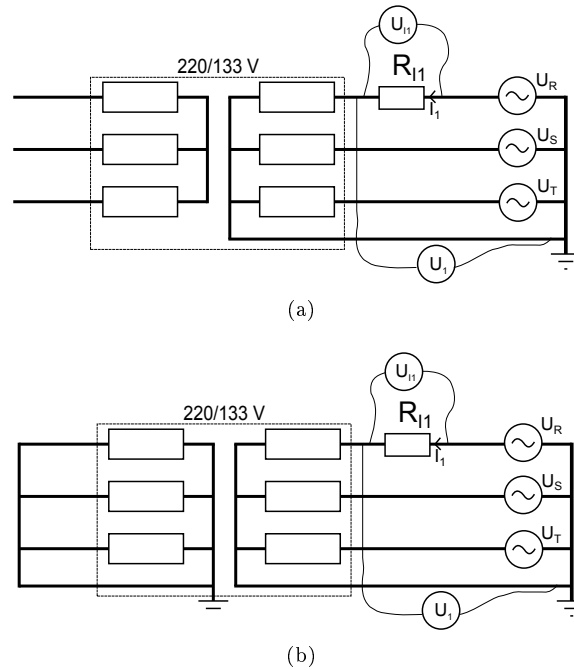 U_I1
220/133 V
R_I1
I_1
U_R
U_S
U_T
U_1
(a)
U_I1
220/133 V
R_I1
I_1
U_R
U_S
U_T
U_1
(b)